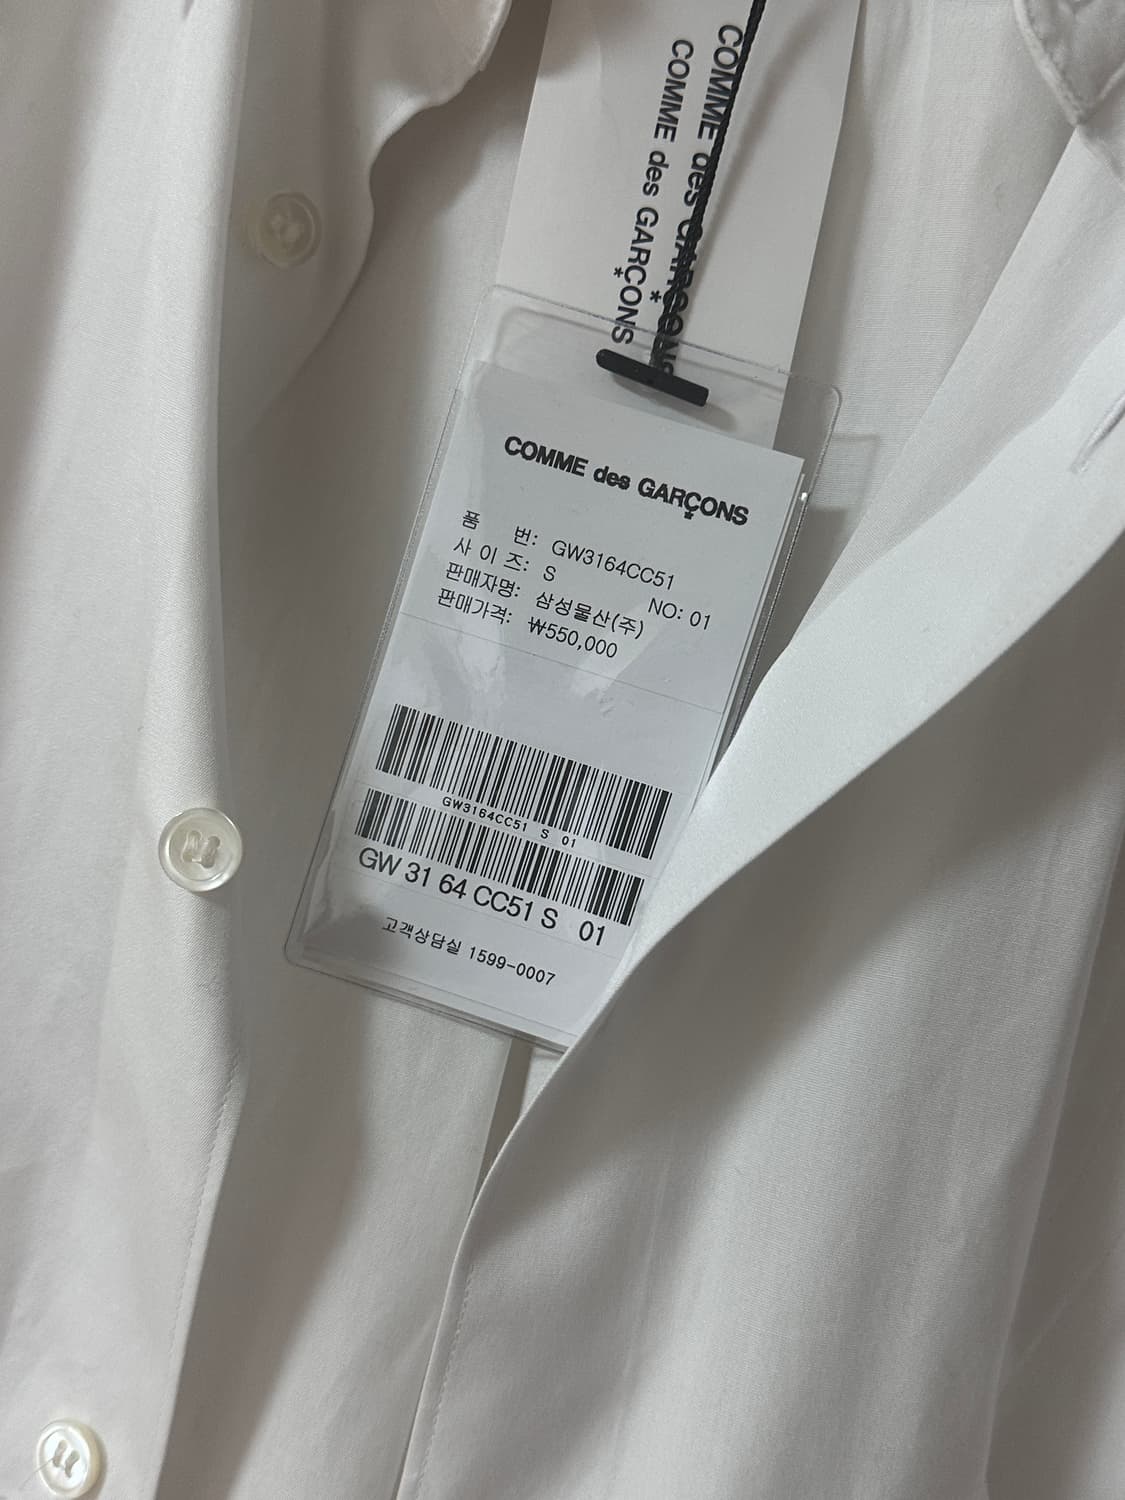 COMME des GARÇONS
COMME des GARÇONS
COMME des GARÇONS
품 번: GW3164CC51
사 이 즈: S NO: 01
판매자명: 삼성물산(주)
판매가격: ₩550,000
GW3164CC51 S 01
GW 31 64 CC51 S 01
고객상담실 1599-0007